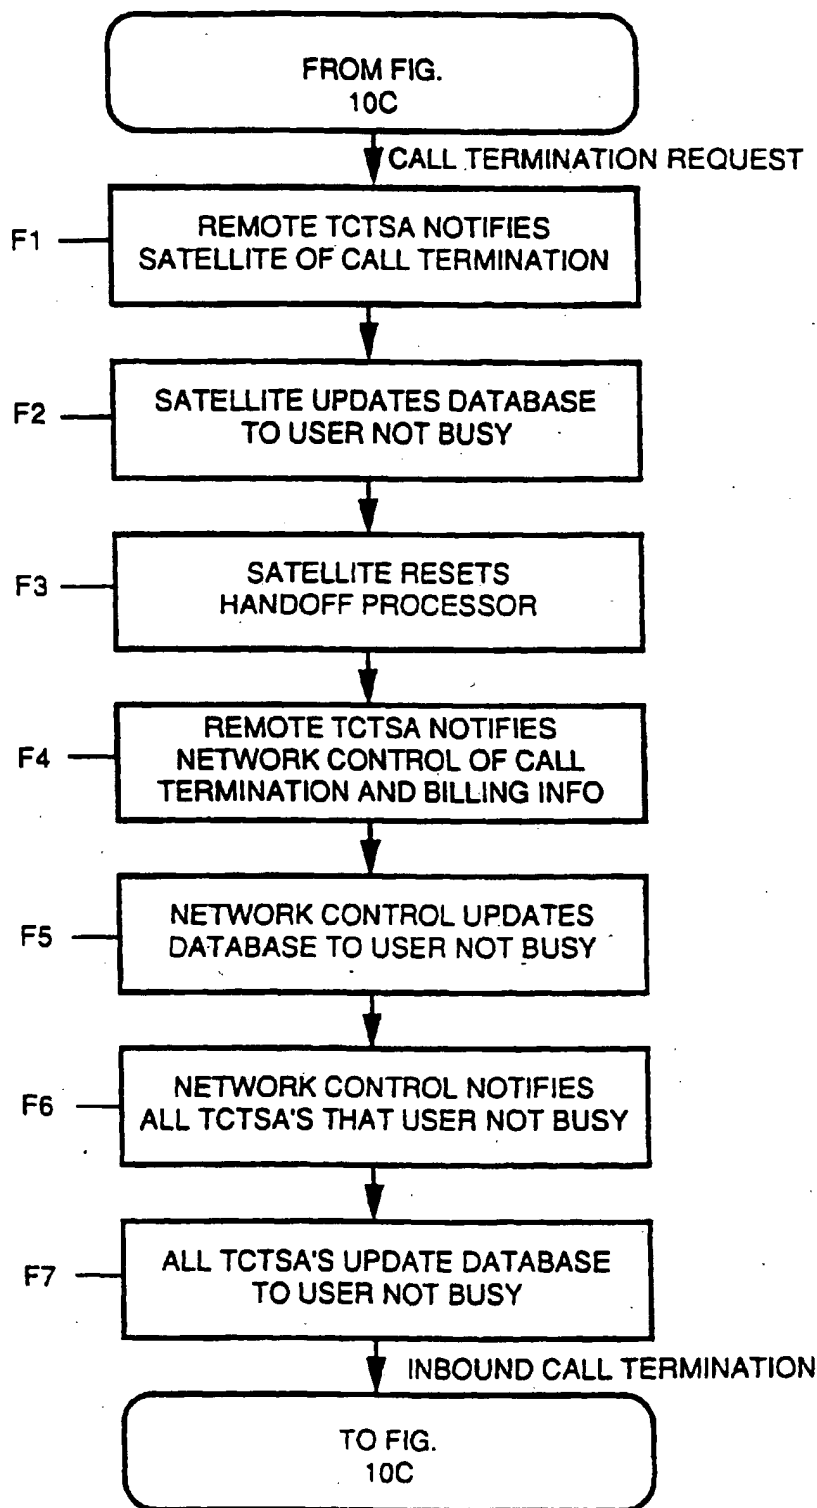 FROM FIG.
10C
CALL TERMINATION REQUEST
F1
REMOTE TCTSA NOTIFIES
SATELLITE OF CALL TERMINATION
F2
SATELLITE UPDATES DATABASE
TO USER NOT BUSY
F3
SATELLITE RESETS
HANDOFF PROCESSOR
F4
REMOTE TCTSA NOTIFIES
NETWORK CONTROL OF CALL
TERMINATION AND BILLING INFO
F5
NETWORK CONTROL UPDATES
DATABASE TO USER NOT BUSY
F6
NETWORK CONTROL NOTIFIES
ALL TCTSA'S THAT USER NOT BUSY
F7
ALL TCTSA'S UPDATE DATABASE
TO USER NOT BUSY
INBOUND CALL TERMINATION
TO FIG.
10C